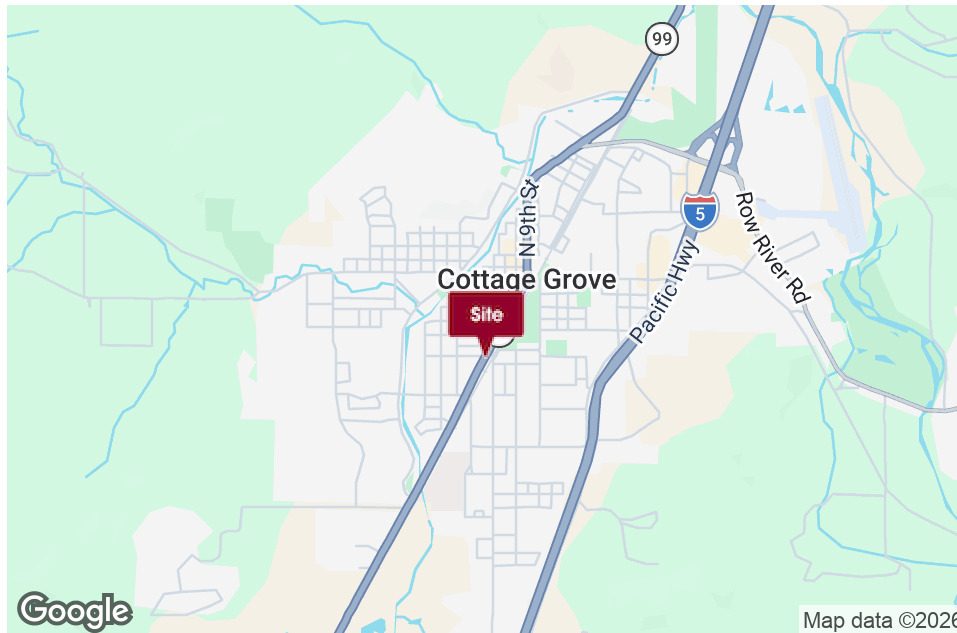 99
N 9th St
5
Row River Rd
Pacific Hwy
Cottage Grove
Site
Google
Map data ©2026